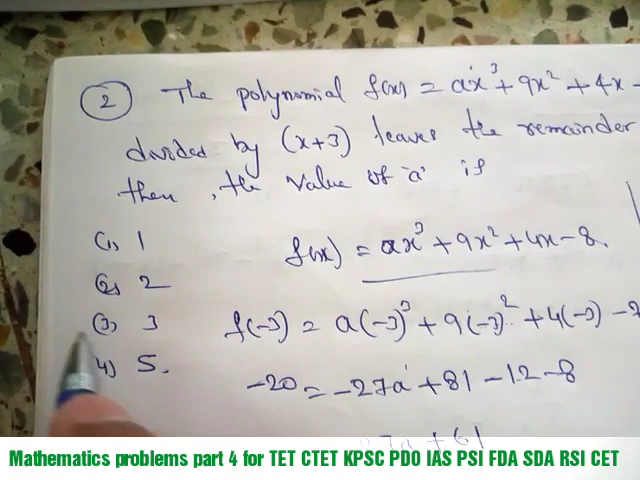 2 The polynomial f(x) = ax³ + 9x² + 4x -
divided by (x+3) leaves the remainder
then, the value of 'a' is
(1) 1
f(x) = ax³ + 9x² + 4x - 8.
(2) 2
(3) 3
f(-3) = a(-3)³ + 9(-3)² + 4(-3) -
(4) 5.
-20 = -27a + 81 - 12 - 8
27a + 61
Mathematics problems part 4 for TET CTET KPSC PDO IAS PSI FDA SDA RSI CET